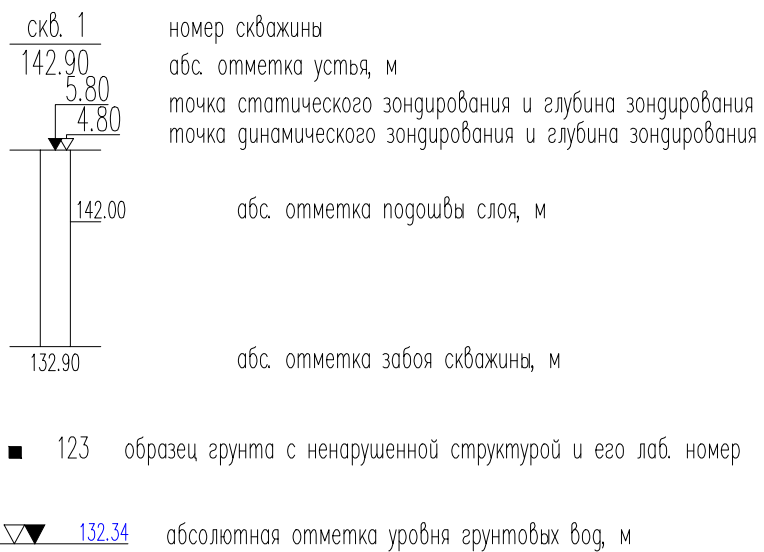 скв. 1 номер скважины
142.90 абс. отметка устья, м
5.80 точка статического зондирования и глубина зондирования
4.80 точка динамического зондирования и глубина зондирования
142.00 абс. отметка подошвы слоя, м
132.90 абс. отметка забоя скважины, м
123 образец грунта с ненарушенной структурой и его лаб. номер
132.34 абсолютная отметка уровня грунтовых вод, м